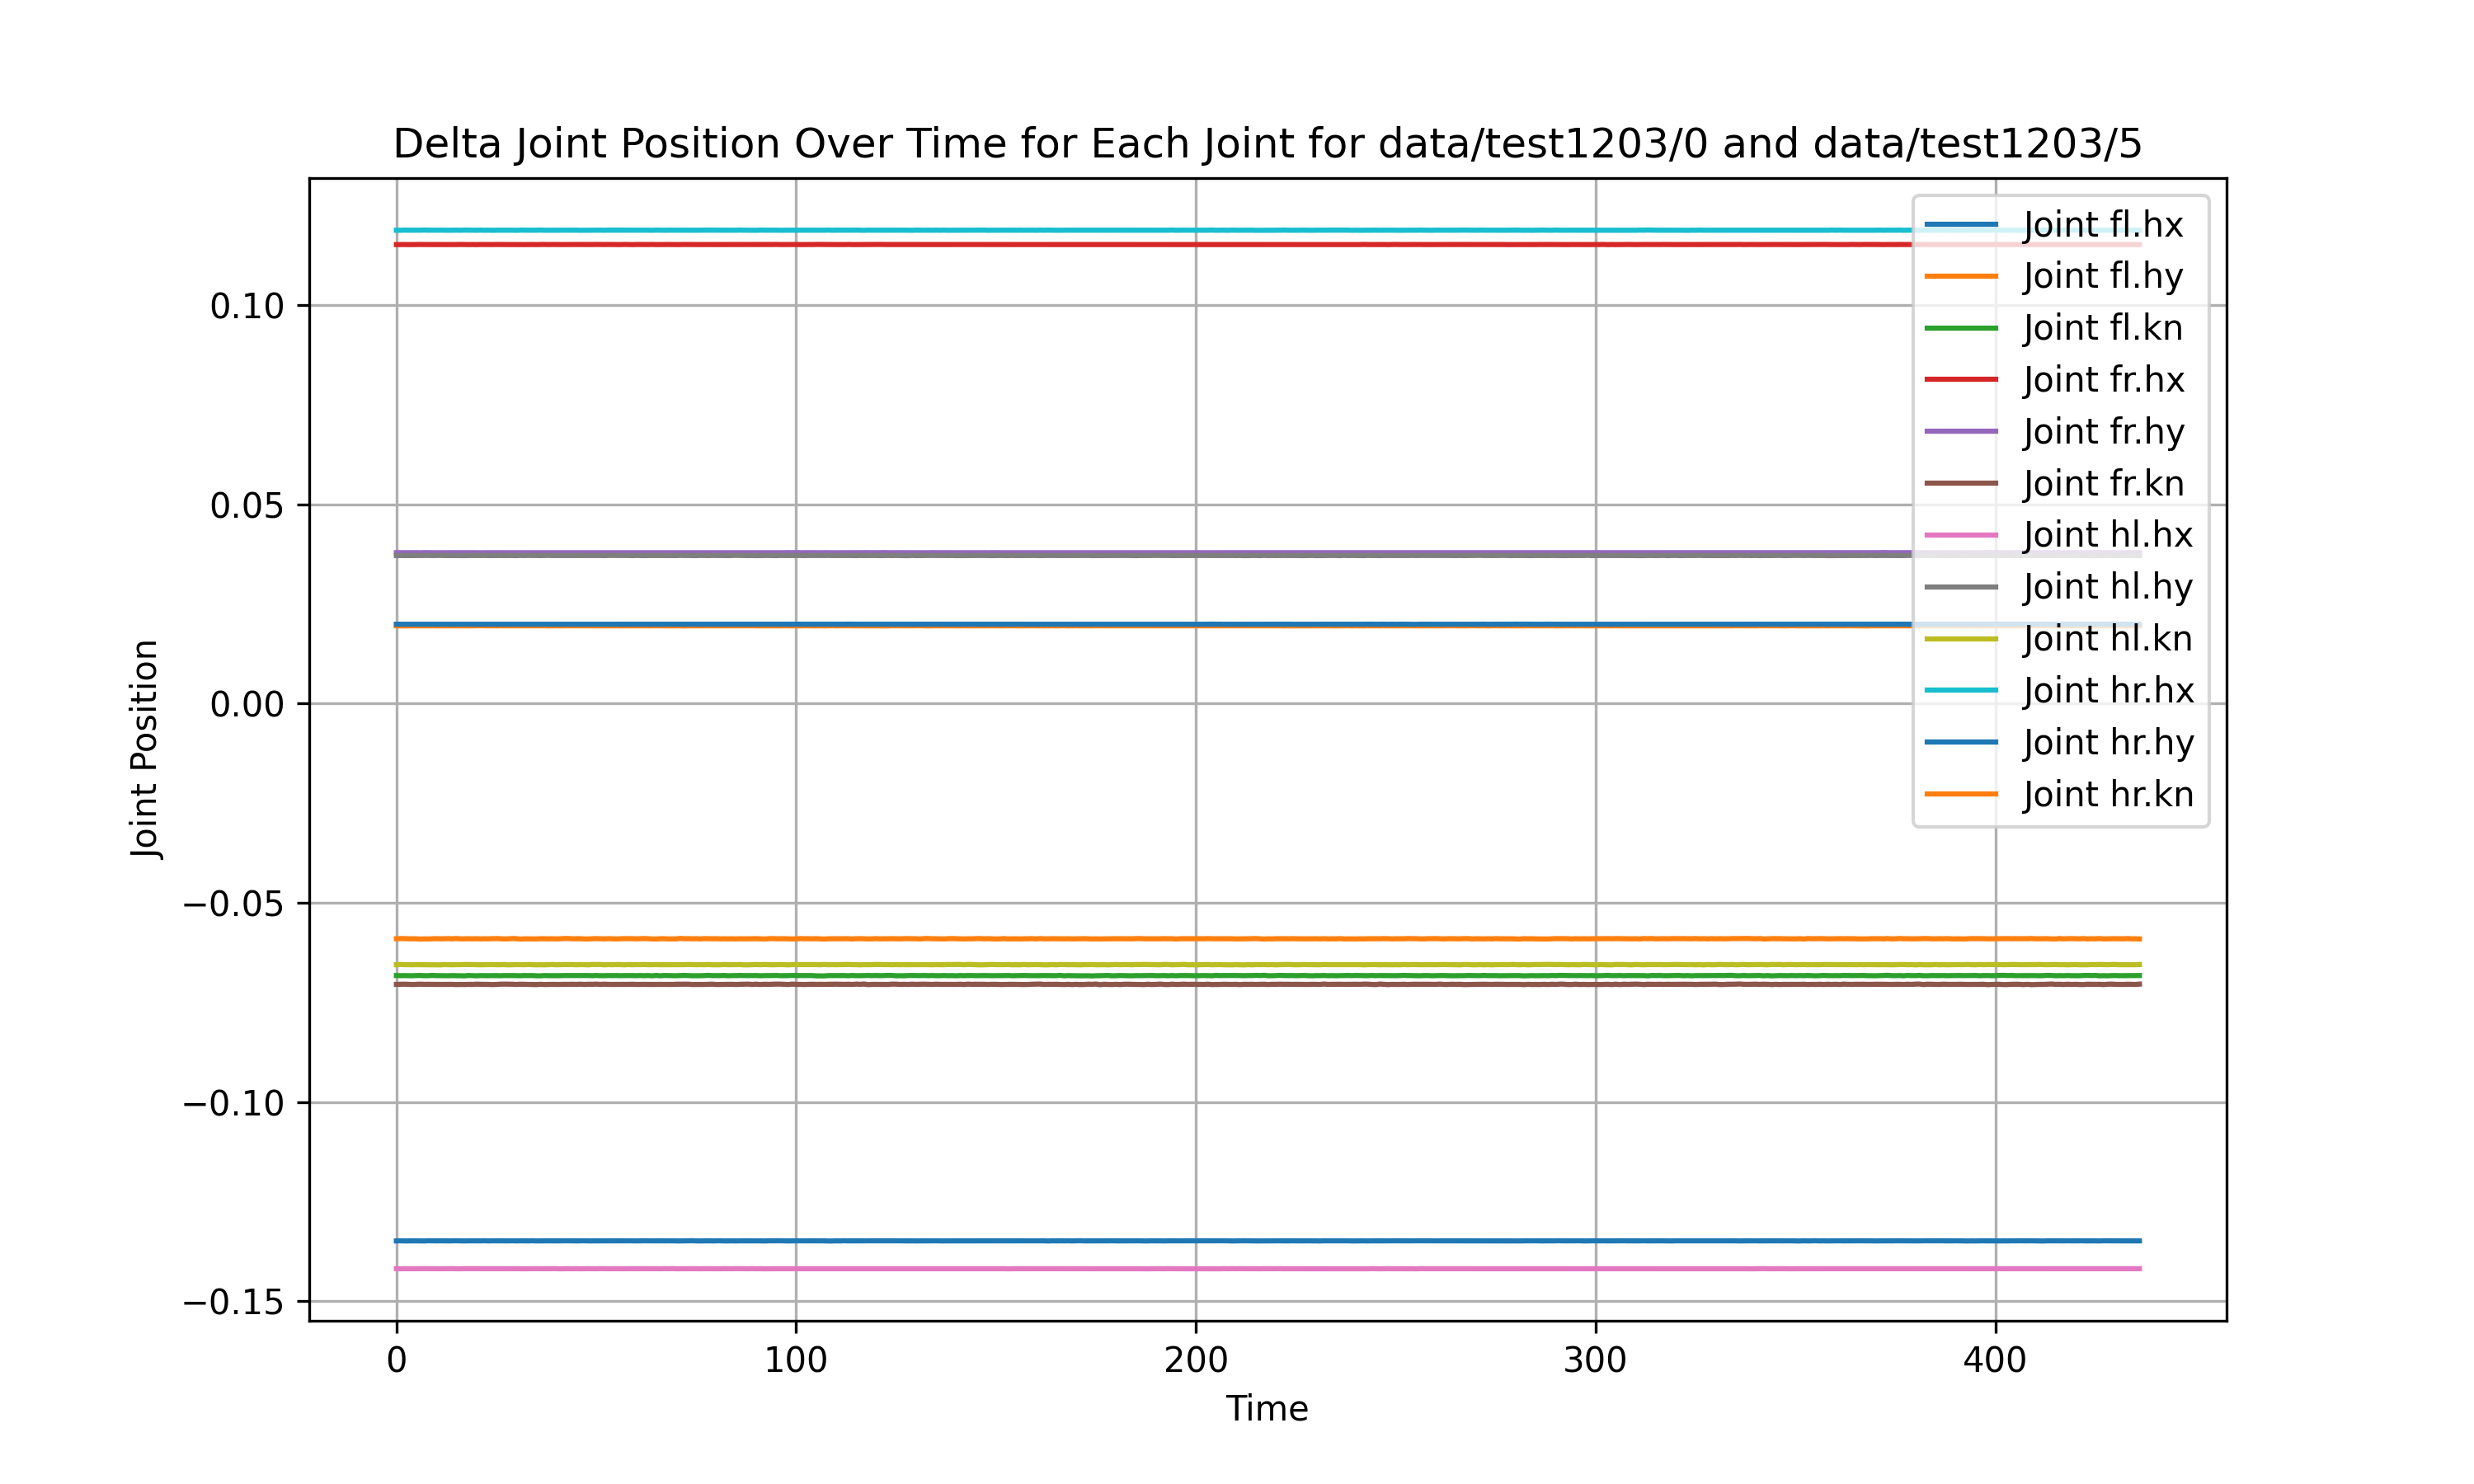 Delta Joint Position Over Time for Each Joint for data/test1203/0 and data/test1203/5
Joint Position
0.10
0.05
0.00
−0.05
−0.10
−0.15
0
100
200
300
400
Time
Joint fl.hx
Joint fl.hy
Joint fl.kn
Joint fr.hx
Joint fr.hy
Joint fr.kn
Joint hl.hx
Joint hl.hy
Joint hl.kn
Joint hr.hx
Joint hr.hy
Joint hr.kn